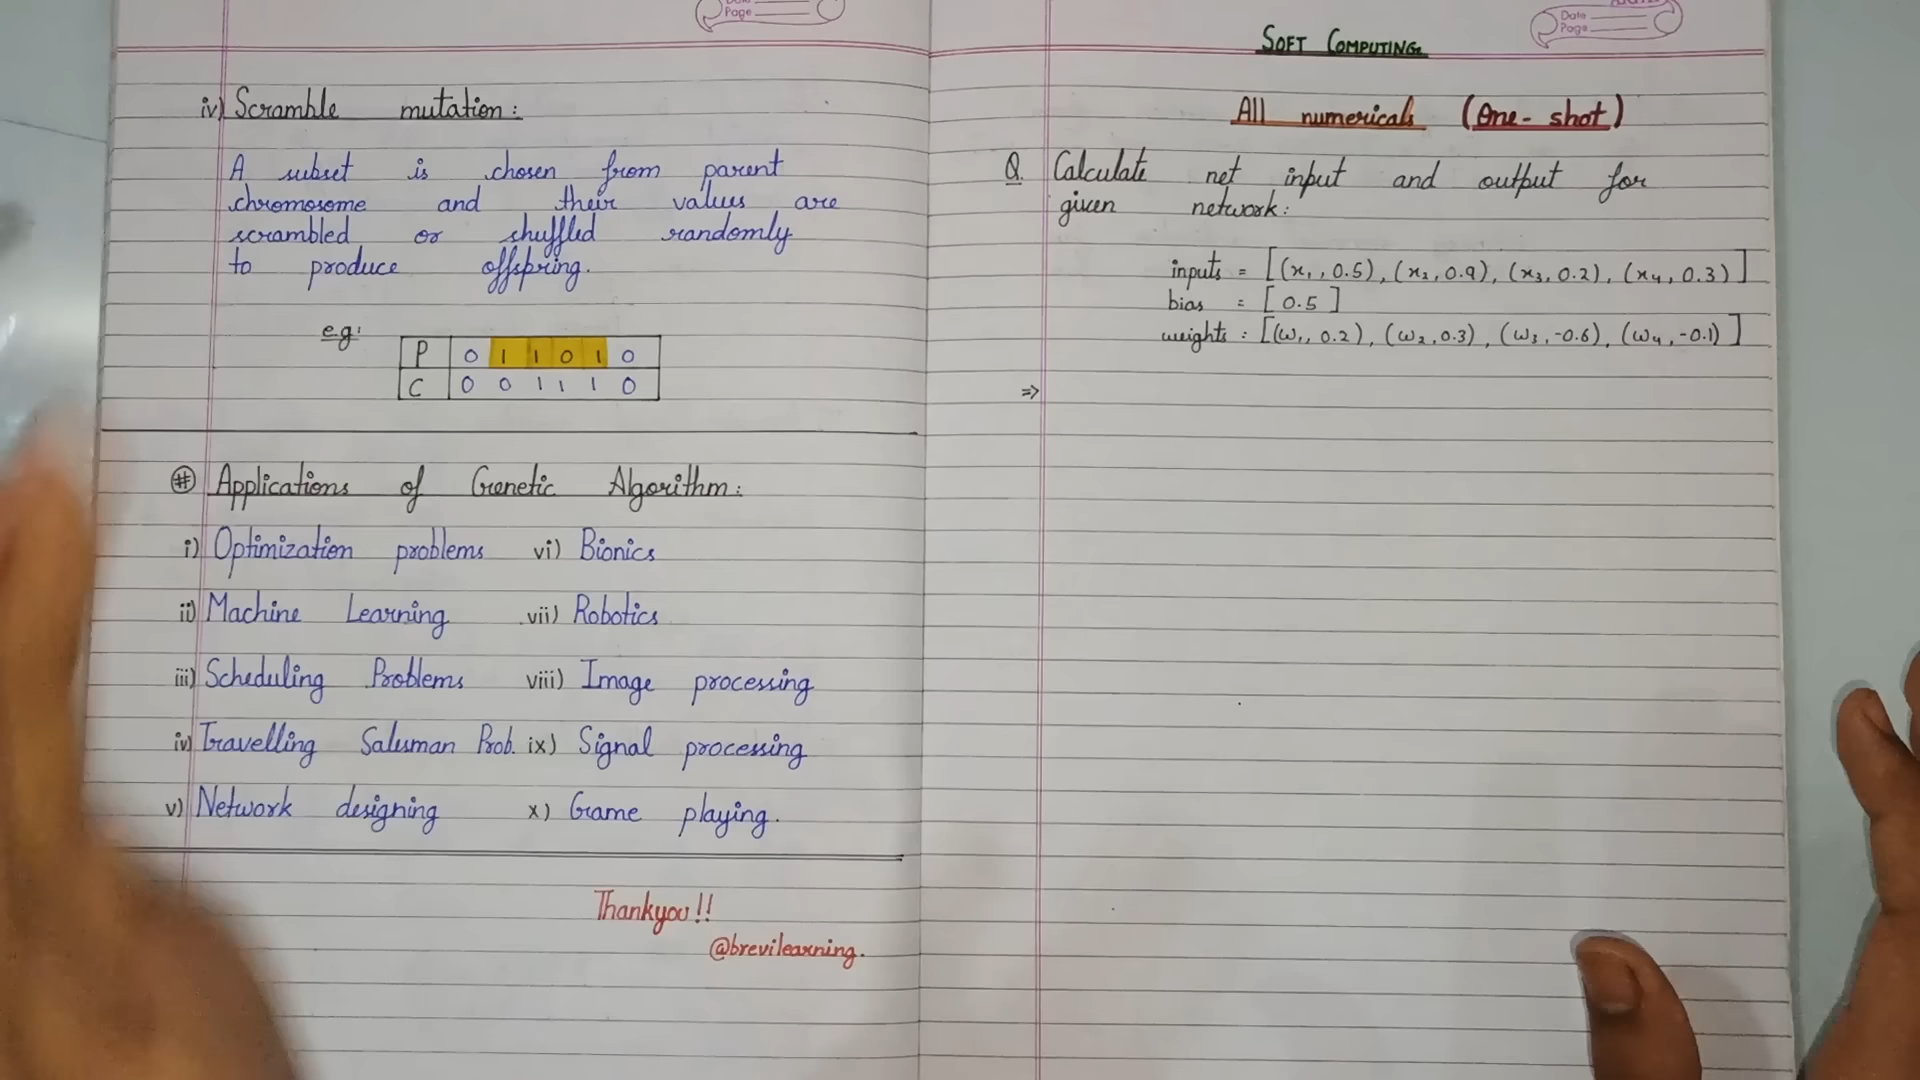 Page
iv) Scramble mutation:
A subset is chosen from parent
chromosome and their values are
scrambled or shuffled randomly
to produce offspring.
e.g:
P 0 1 1 0 1 0
C 0 0 1 1 1 0
# Applications of Genetic Algorithm:
i) Optimization problems vi) Bionics
ii) Machine Learning vii) Robotics
iii) Scheduling Problems viii) Image processing
iv) Travelling Salesman Prob. ix) Signal processing
v) Network designing x) Game playing.
Thankyou!!
@brevilearning.
Date
Page
SOFT COMPUTING
All numericals (One-shot)
Q. Calculate net input and output for
given network:
inputs = [(x₁, 0.5), (x₂, 0.9), (x₃, 0.2), (x₄, 0.3)]
bias = [0.5]
weights : [(ω₁, 0.2), (ω₂, 0.3), (ω₃, -0.6), (ω₄, -0.1)]
⇒